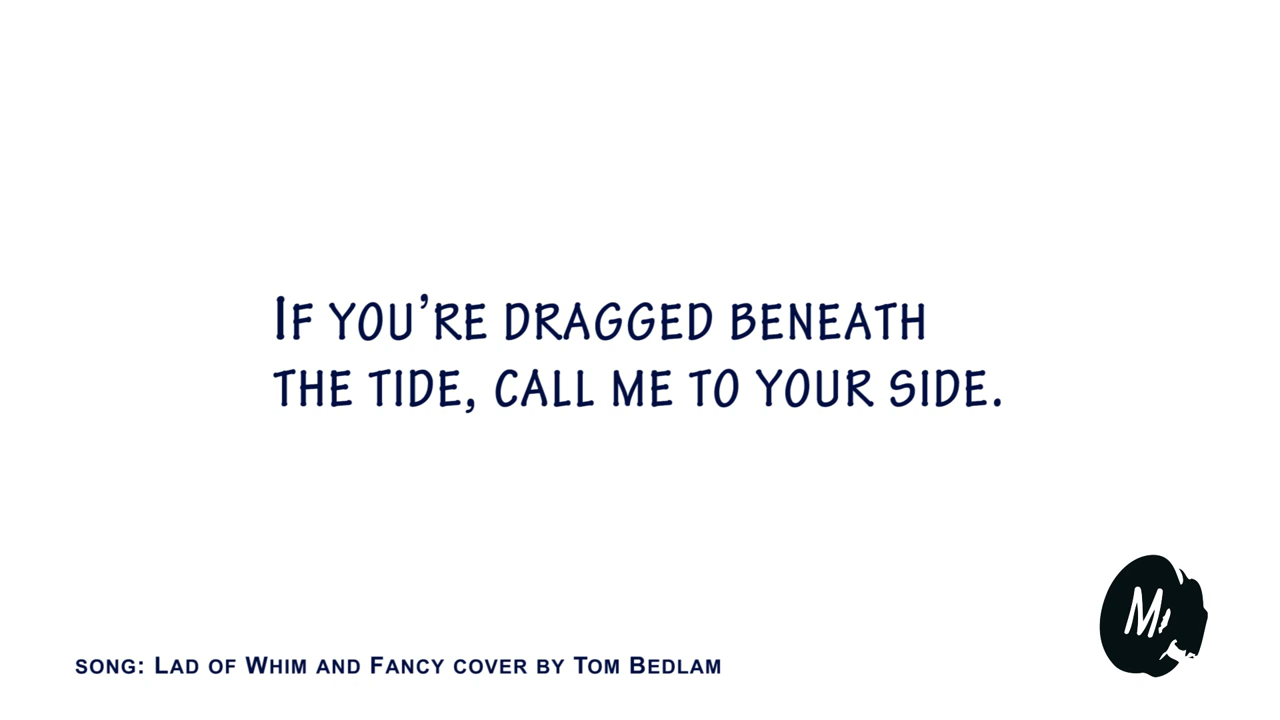 If you’re dragged beneath
the tide, call me to your side.
M
song: Lad of Whim and Fancy cover by Tom Bedlam